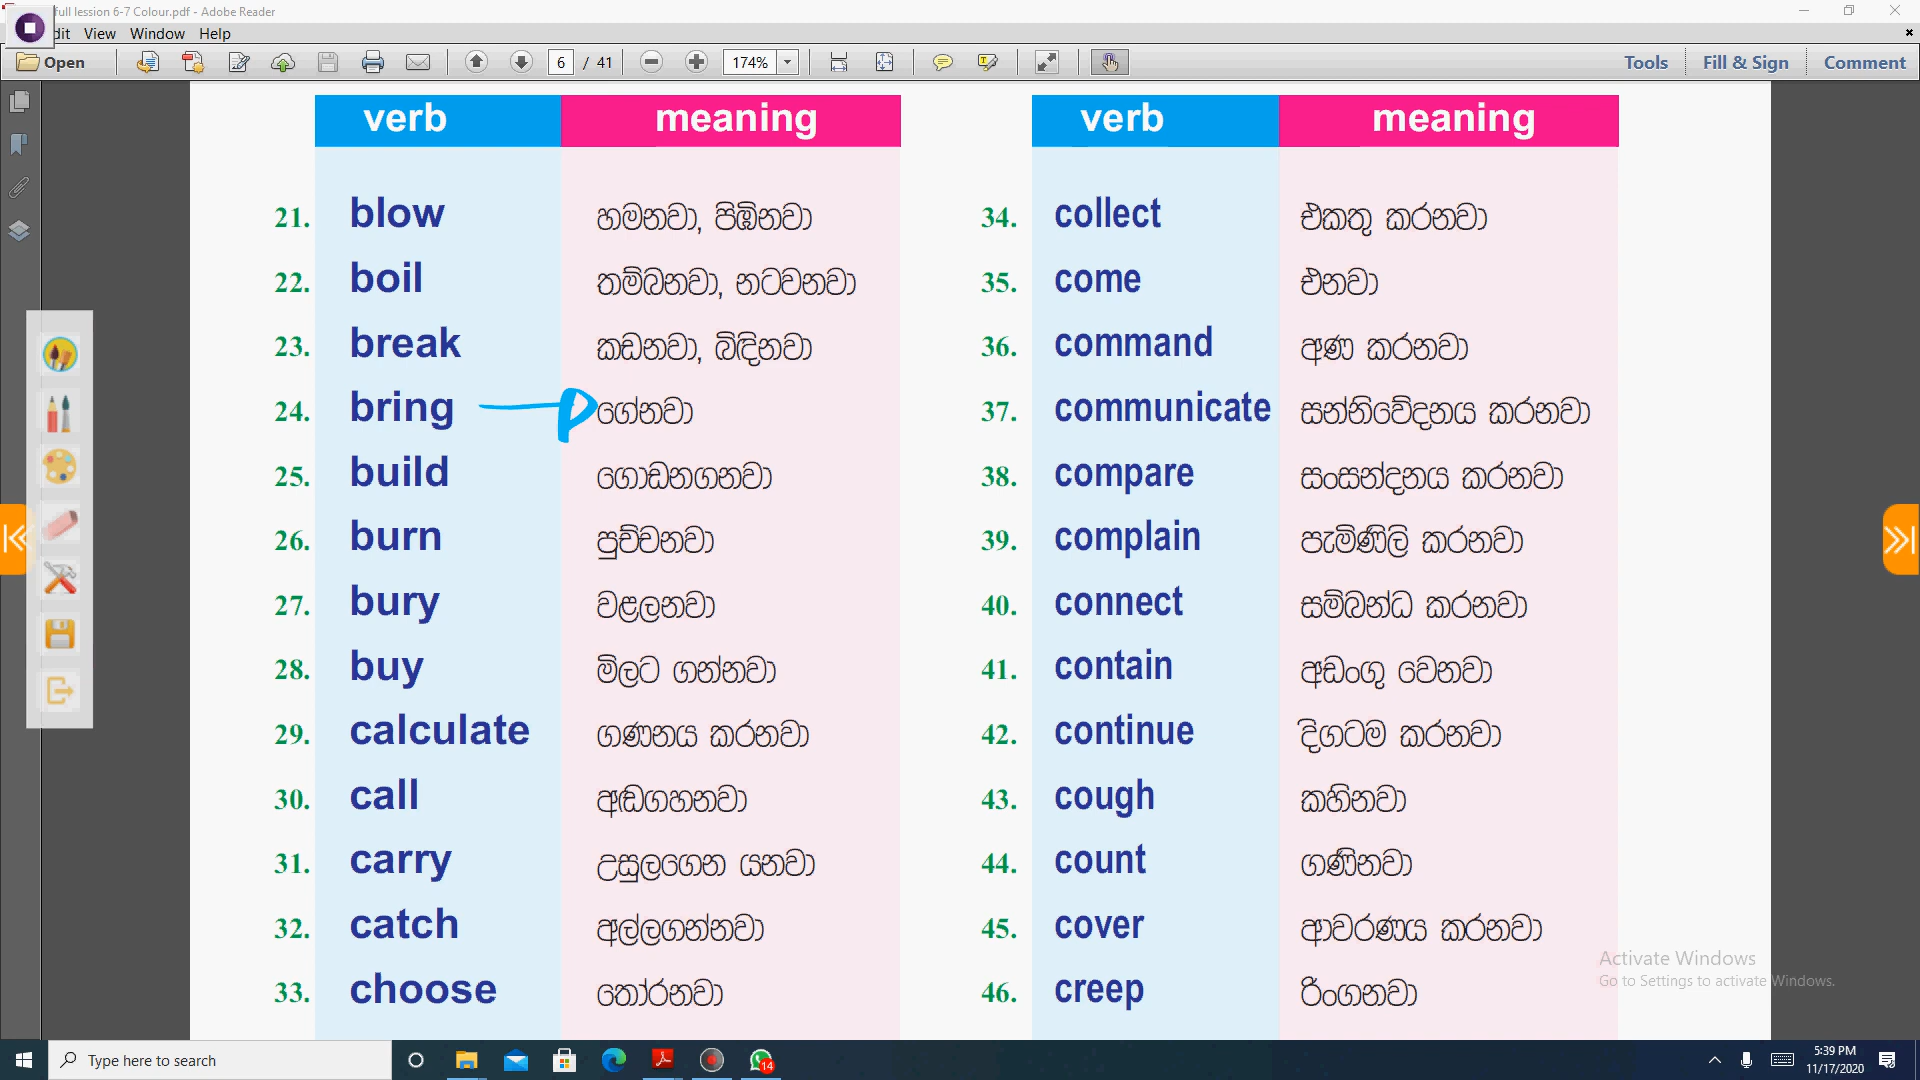 full lession 6-7 Colour.pdf - Adobe Reader
dit View Window Help
Open 6 / 41 174% Tools Fill & Sign Comment
verb meaning
21. blow හමනවා, පිඹිනවා
22. boil තම්බනවා, නටවනවා
23. break කඩනවා, බිඳිනවා
24. bring ගේනවා
25. build ගොඩනගනවා
26. burn පුච්චනවා
27. bury වළලනවා
28. buy මිලට ගන්නවා
29. calculate ගණනය කරනවා
30. call අඬගහනවා
31. carry උසුලගෙන යනවා
32. catch අල්ලගන්නවා
33. choose තෝරනවා
verb meaning
34. collect එකතු කරනවා
35. come එනවා
36. command අණ කරනවා
37. communicate සන්නිවේදනය කරනවා
38. compare සංසන්දනය කරනවා
39. complain පැමිණිලි කරනවා
40. connect සම්බන්ධ කරනවා
41. contain අඩංගු වෙනවා
42. continue දිගටම කරනවා
43. cough කහිනවා
44. count ගණිනවා
45. cover ආවරණය කරනවා
46. creep රිංගනවා
Activate Windows
Go to Settings to activate Windows.
Type here to search
14
5:39 PM
11/17/2020